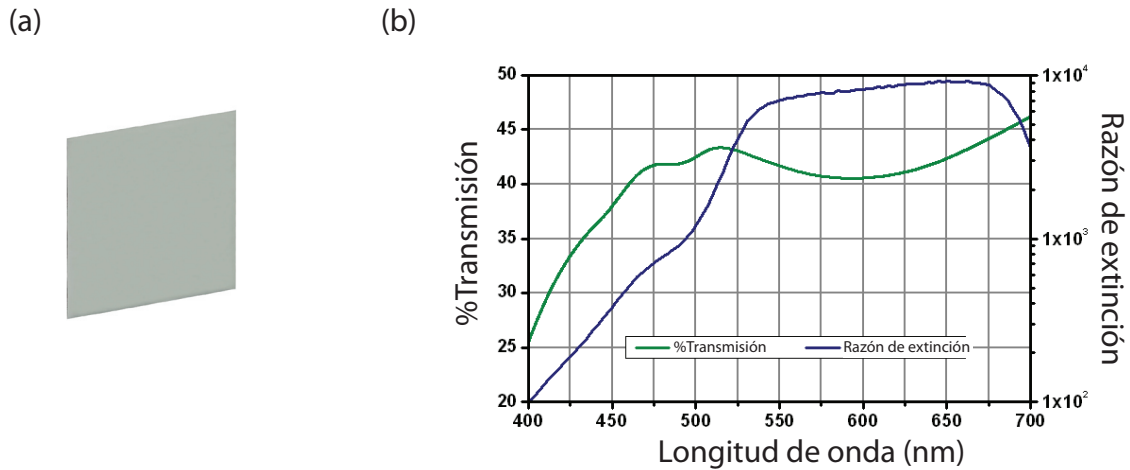 (a)
(b)
50
45
40
35
30
25
20
%Transmisión
1x10⁴
1x10³
1x10²
Razón de extinción
%Transmisión Razón de extinción
400 450 500 550 600 650 700
Longitud de onda (nm)